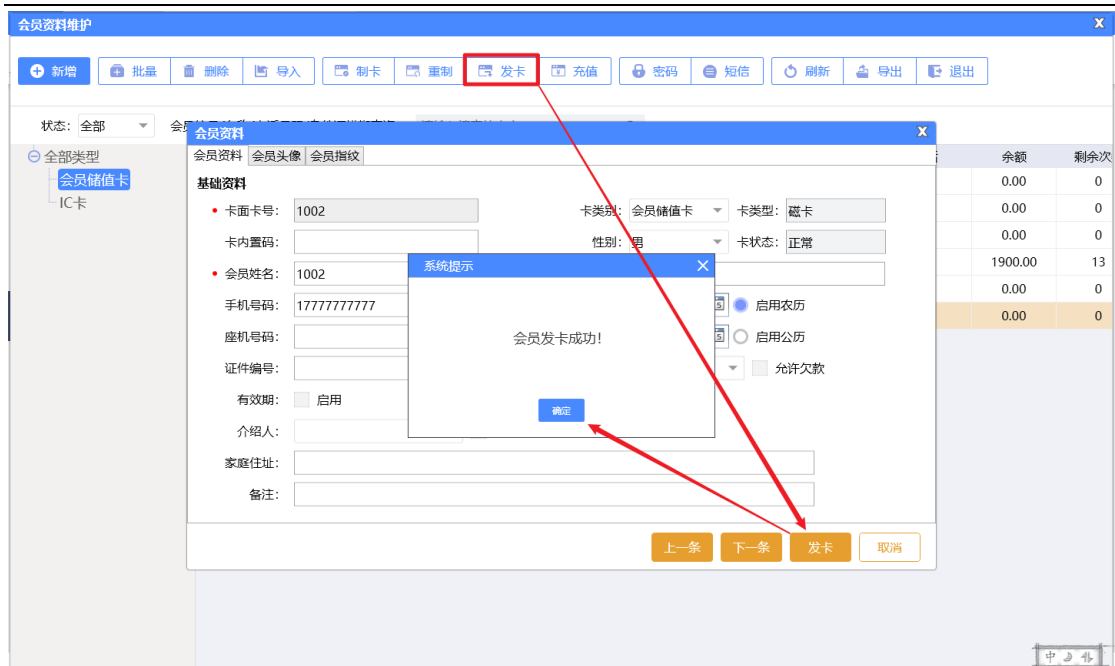 会员资料维护 X
新增 批量 删除 导入 制卡 重制 发卡 充值 密码 短信 刷新 导出 退出
状态: 全部
会员资料 X
全部类型 会员资料 会员头像 会员指纹 余额 剩余次
会员储值卡 基础资料 0.00 0
IC卡 卡面卡号: 1002 卡类别: 会员储值卡 卡类型: 磁卡 0.00 0
卡内置码: 性别: 男 卡状态: 正常 0.00 0
会员姓名: 1002 系统提示 1900.00 13
手机号码: 17777777777 启用农历 0.00 0
0.00 0
座机号码: 会员发卡成功! 启用公历
证件编号: 允许欠款
有效期: 启用 确定
介绍人:
家庭住址:
备注:
上一条 下一条 发卡 取消
中